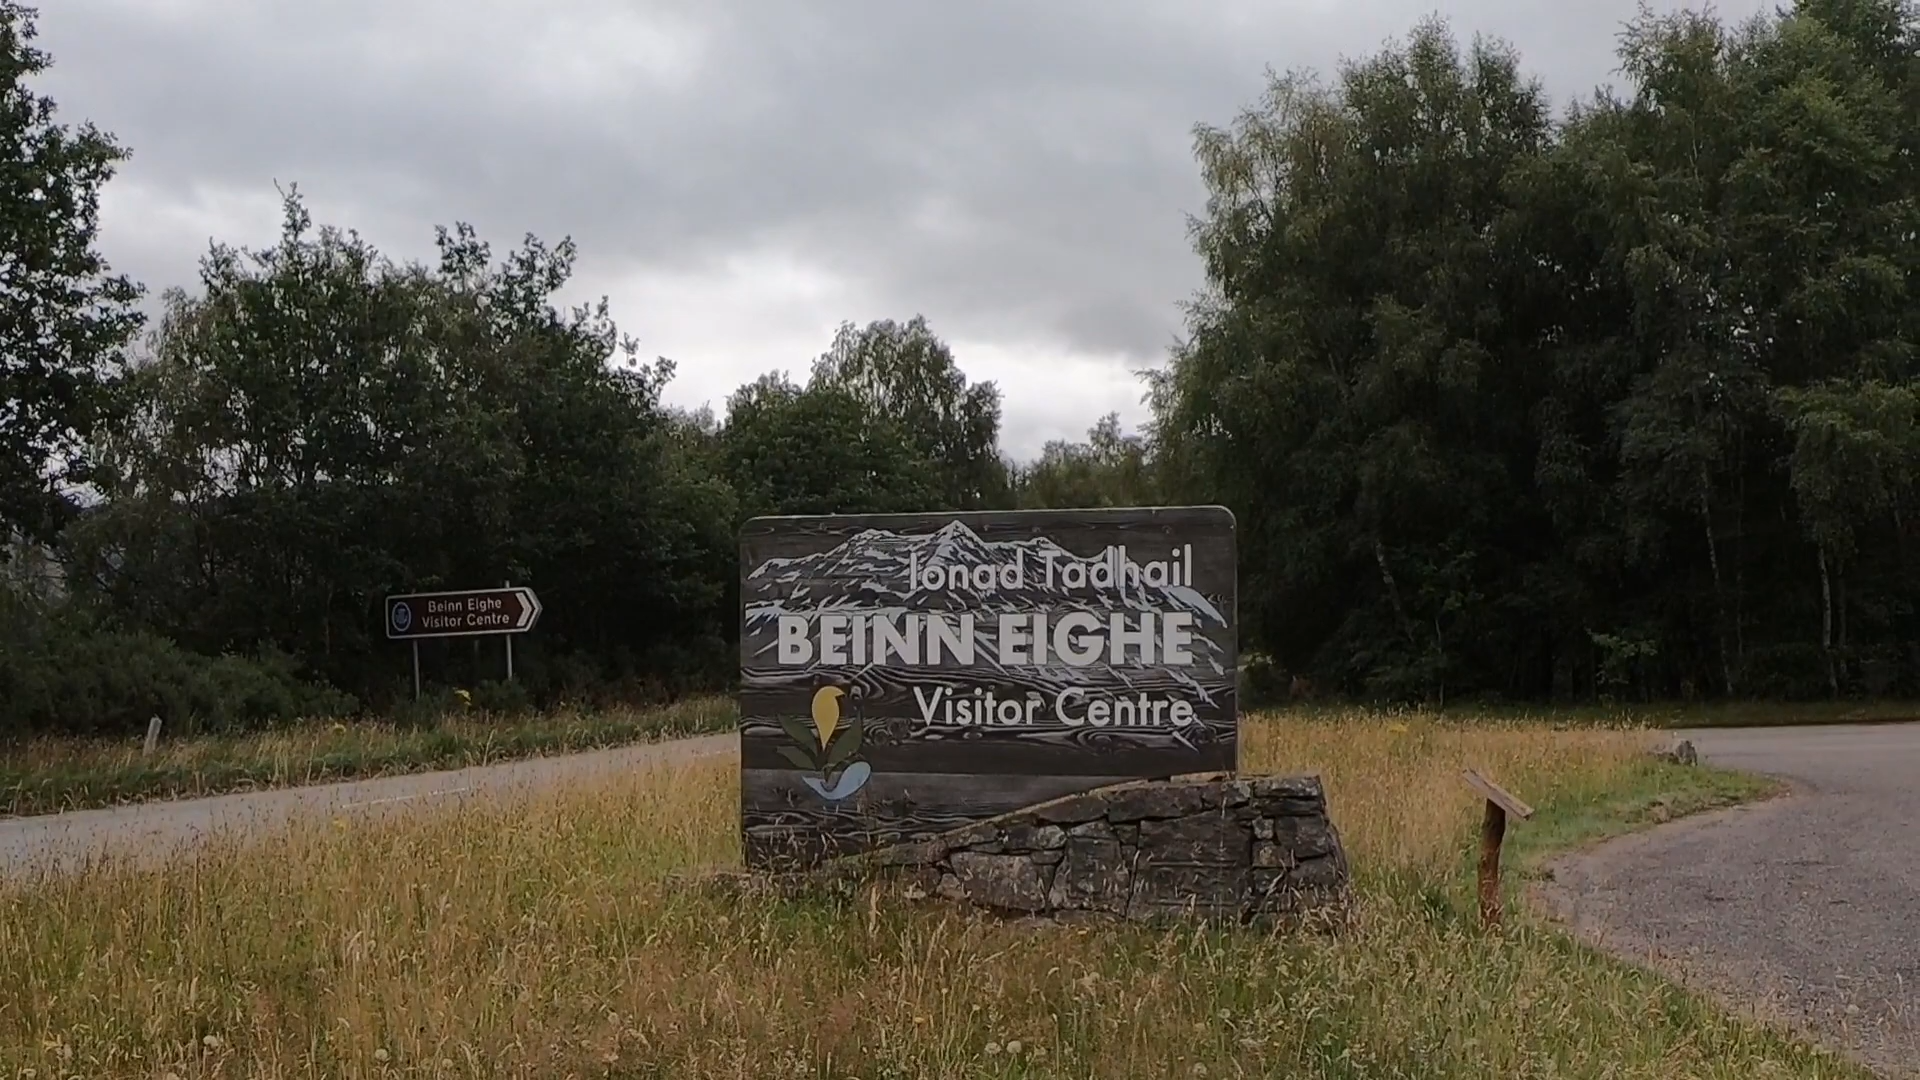 Beinn Eighe
Visitor Centre
Ionad Tadhail
BEINN EIGHE
Visitor Centre